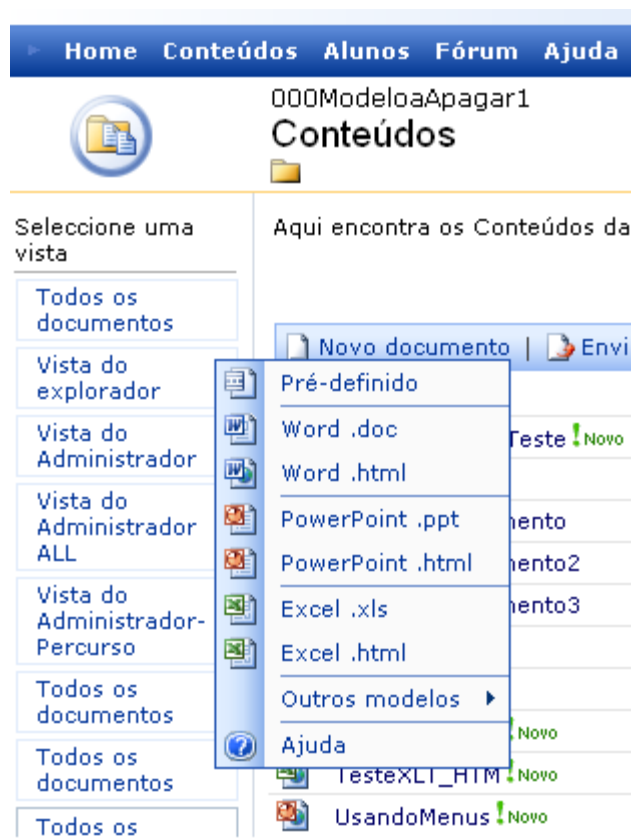 Home Conteúdos Alunos Fórum Ajuda
000ModeloaApagar1
Conteúdos
Seleccione uma
vista
Aqui encontra os Conteúdos da
Todos os
documentos
Vista do
explorador
Vista do
Administrador
Vista do
Administrador
ALL
Vista do
Administrador-
Percurso
Todos os
documentos
Todos os
documentos
Todos os
Novo documento | Envi
Pré-definido
Word .doc
Word .html
PowerPoint .ppt
PowerPoint .html
Excel .xls
Excel .html
Outros modelos
Ajuda
Teste Novo
Novo
TesteXLT_HTM Novo
UsandoMenus Novo